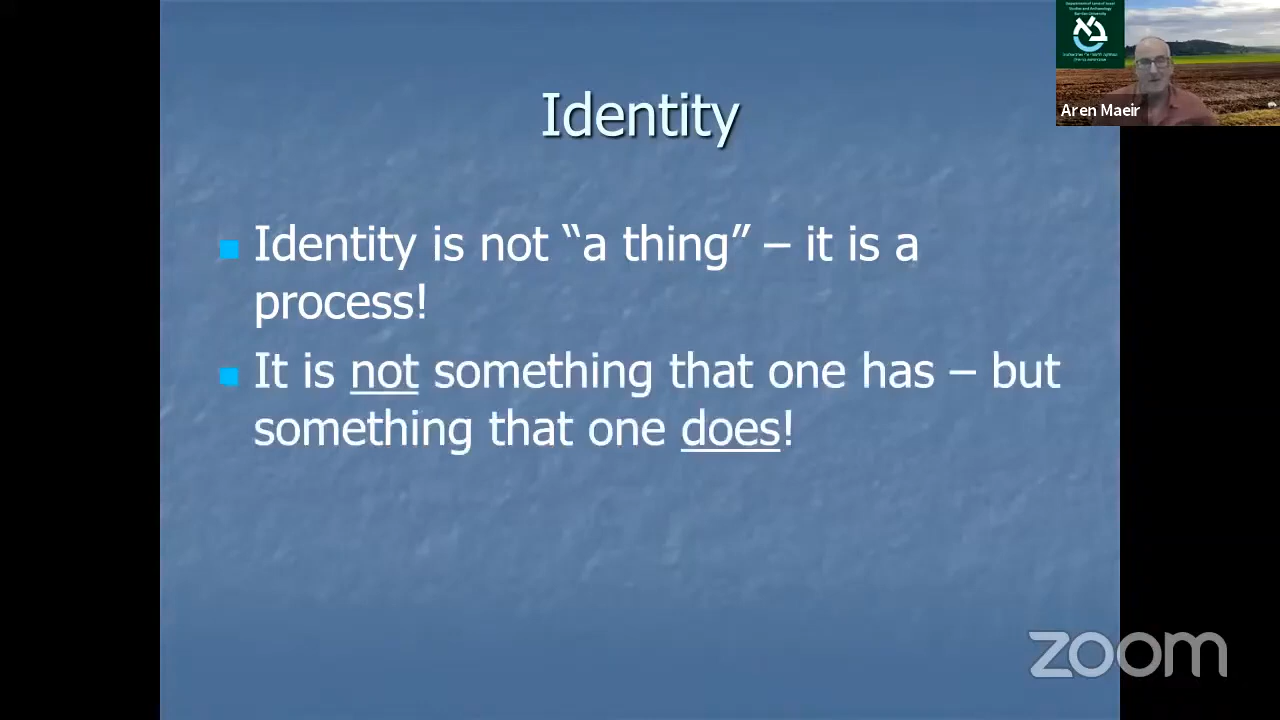 Identity
Identity is not “a thing” – it is a
process!
It is not something that one has – but
something that one does!
Aren Maeir
zoom